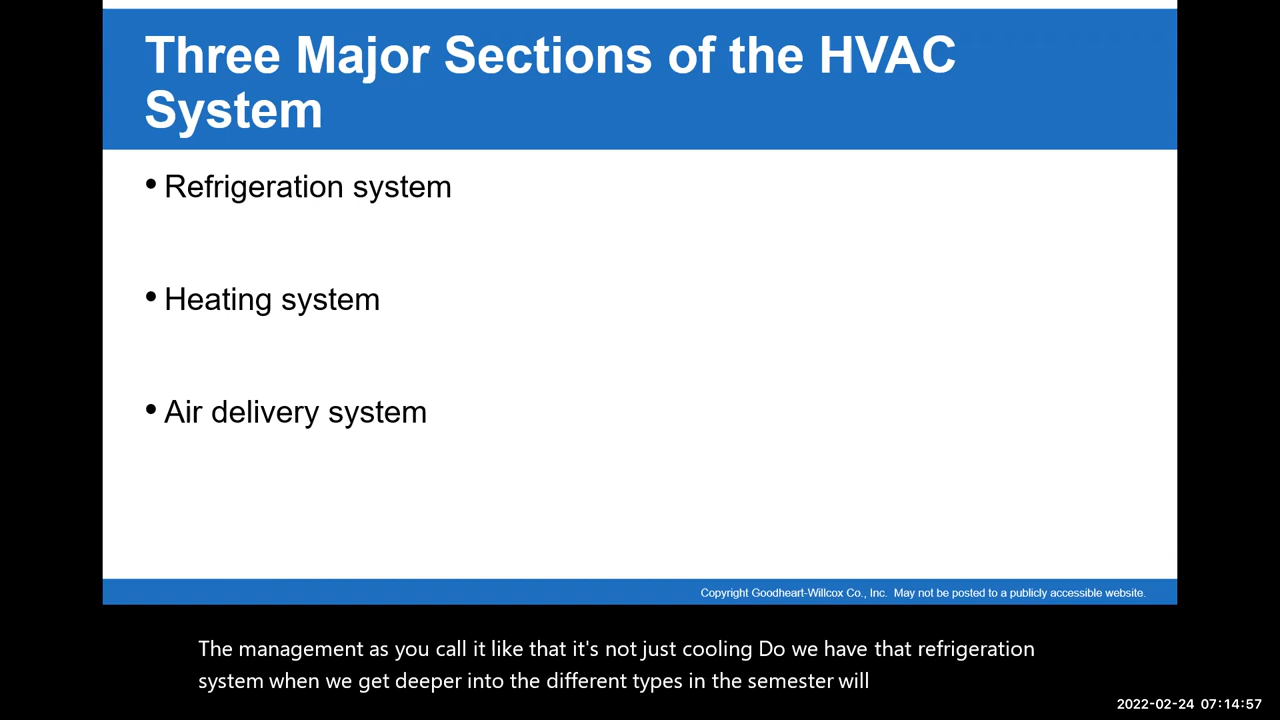 Three Major Sections of the HVAC
System
• Refrigeration system
• Heating system
• Air delivery system
Copyright Goodheart-Willcox Co., Inc.  May not be posted to a publicly accessible website.
The management as you call it like that it's not just cooling Do we have that refrigeration
system when we get deeper into the different types in the semester will
2022-02-24 07:14:57